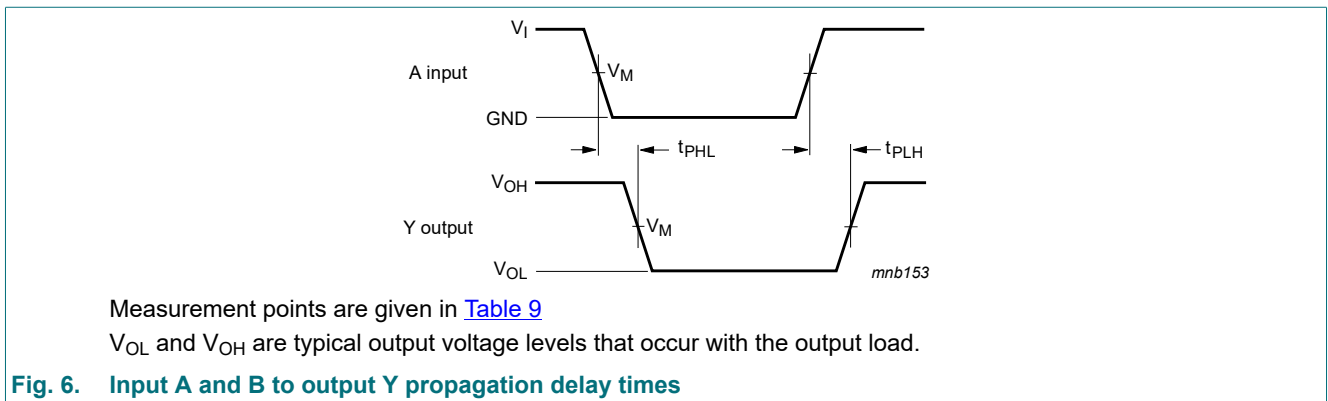 V_I
A input
V_M
GND
t_PHL
t_PLH
V_OH
Y output
V_M
V_OL
mnb153
Measurement points are given in Table 9
V_OL and V_OH are typical output voltage levels that occur with the output load.
Fig. 6. Input A and B to output Y propagation delay times